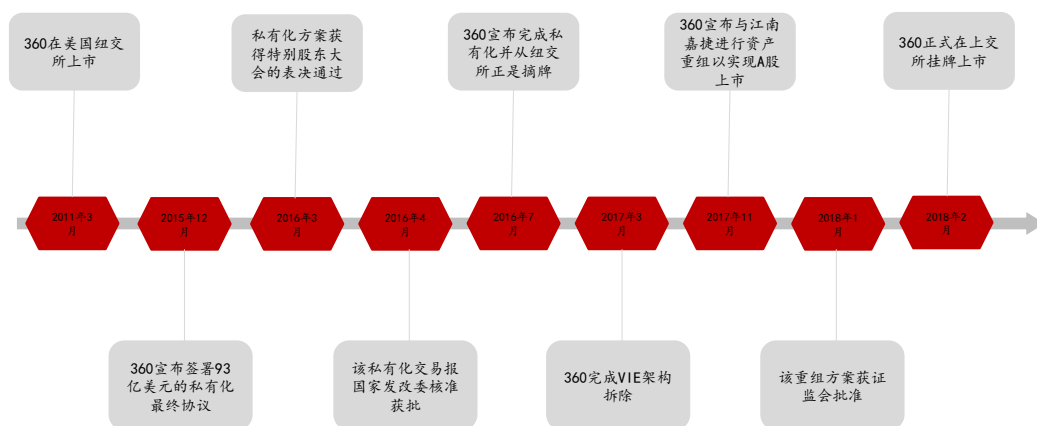 360在美国纽交
所上市
私有化方案获
得特别股东大
会的表决通过
360宣布完成私
有化并从纽交
所正是摘牌
360宣布与江南
嘉捷进行资产
重组以实现A股
上市
360正式在上交
所挂牌上市
2011年3
月
2015年12
月
2016年3
月
2016年4
月
2016年7
月
2017年3
月
2017年11
月
2018年1
月
2018年2
月
360宣布签署93
亿美元的私有化
最终协议
该私有化交易报
国家发改委核准
获批
360完成VIE架构
拆除
该重组方案获证
监会批准